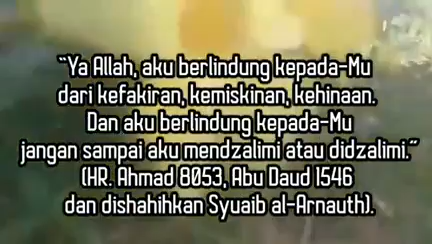 “Ya Allah, aku berlindung kepada-Mu
dari kefakiran, kemiskinan, kehinaan.
Dan aku berlindung kepada-Mu
jangan sampai aku mendzalimi atau didzalimi.”
(HR. Ahmad 8053, Abu Daud 1546
dan dishahihkan Syuaib al-Arnauth).